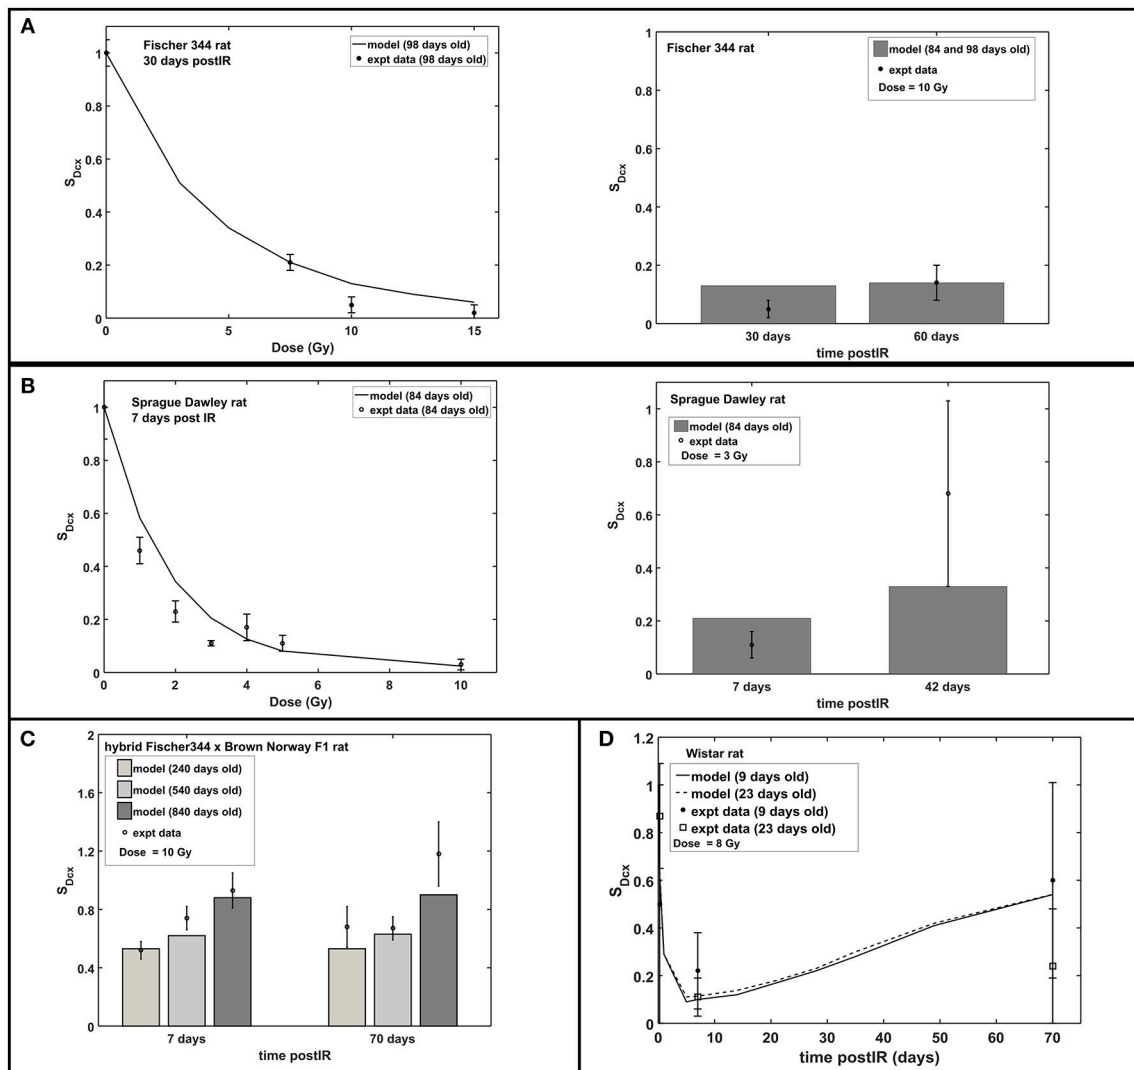 A
Fischer 344 rat
30 days postIR
model (98 days old)
expt data (98 days old)
S_Dcx
1
0.8
0.6
0.4
0.2
0
0 5 10 15
Dose (Gy)
Fischer 344 rat
model (84 and 98 days old)
expt data
Dose = 10 Gy
S_Dcx
1
0.8
0.6
0.4
0.2
0
30 days 60 days
time postIR
B
Sprague Dawley rat
7 days post IR
model (84 days old)
expt data (84 days old)
S_Dcx
1
0.8
0.6
0.4
0.2
0
0 2 4 6 8 10
Dose (Gy)
Sprague Dawley rat
model (84 days old)
expt data
Dose = 3 Gy
S_Dcx
1
0.8
0.6
0.4
0.2
0
7 days 42 days
time postIR
C
hybrid Fischer344 x Brown Norway F1 rat
model (240 days old)
model (540 days old)
model (840 days old)
expt data
Dose = 10 Gy
S_Dcx
2
1.6
1.2
0.8
0.4
0
7 days 70 days
time postIR
D
Wistar rat
model (9 days old)
model (23 days old)
expt data (9 days old)
expt data (23 days old)
Dose = 8 Gy
S_Dcx
1.2
1
0.8
0.6
0.4
0.2
0
0 10 20 30 40 50 60 70
time postIR (days)